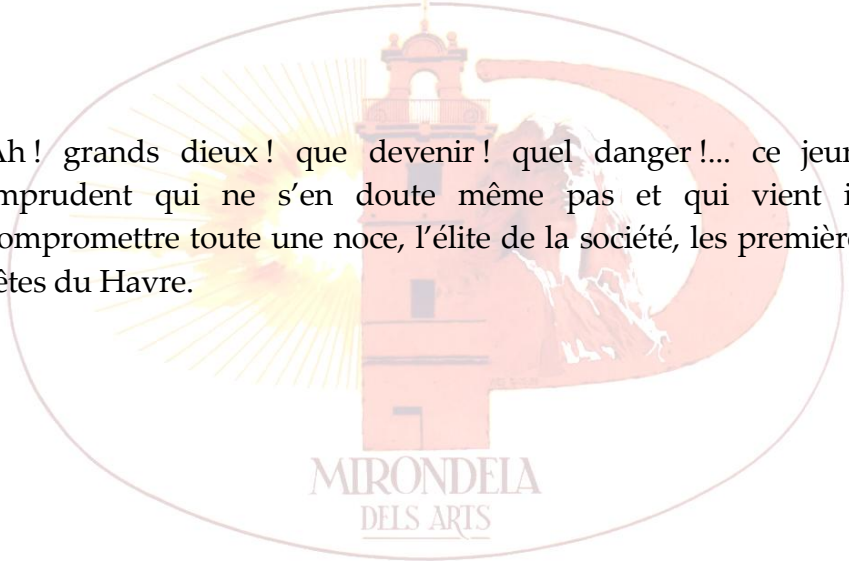 Ah ! grands dieux ! que devenir ! quel danger !... ce jeun
mprudent qui ne s’en doute même pas et qui vient i
ompromettre toute une noce, l’élite de la société, les première
êtes du Havre.
MIRONDELA
DELS ARTS